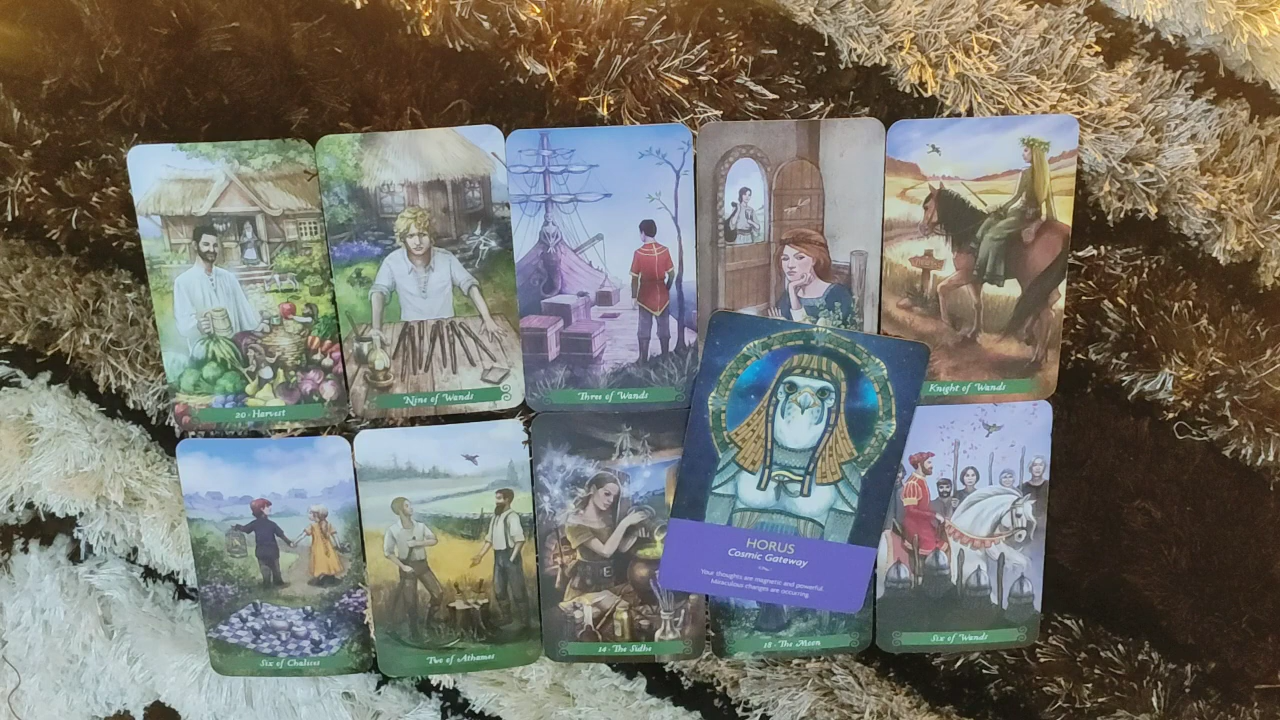 20 • Harvest
Nine of Wands
Three of Wands
Knight of Wands
HORUS
Cosmic Gateway
Your thoughts are magnetic and powerful.
Miraculous changes are occurring.
Six of Chalices
Two of Athames
14 • The Sidhe
18 • The Moon
Six of Wands